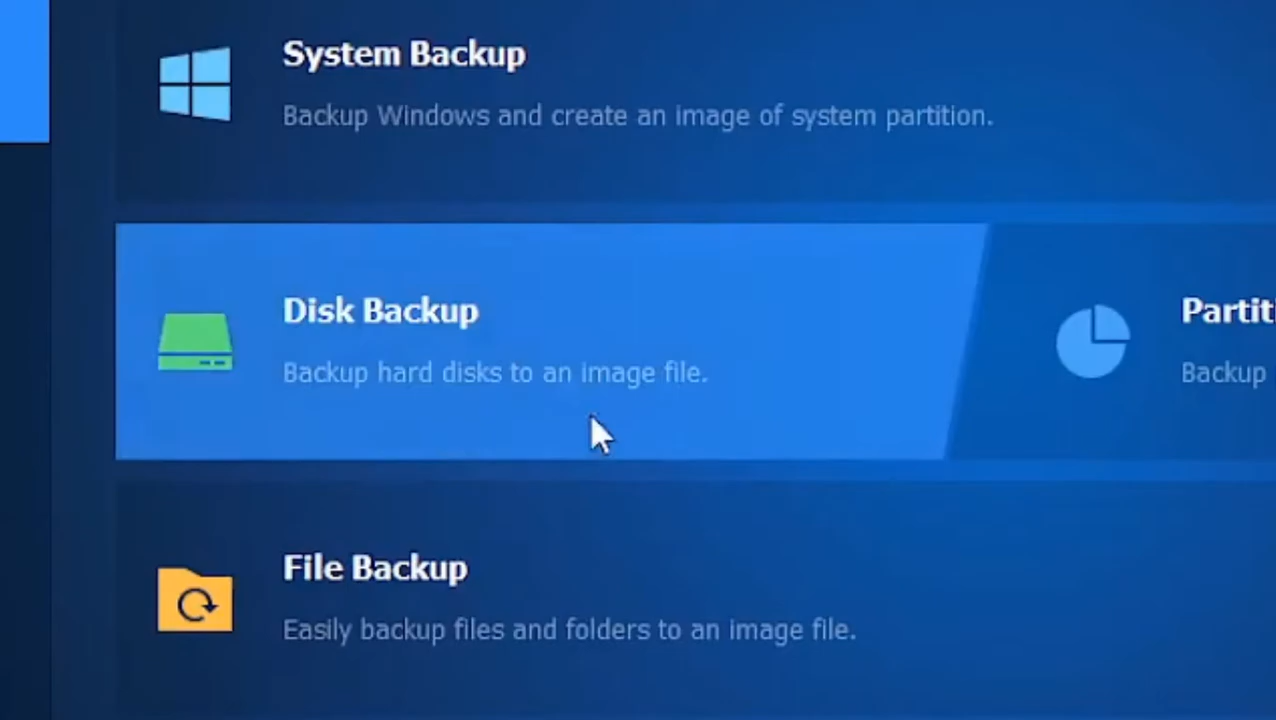 System Backup
Backup Windows and create an image of system partition.
Disk Backup
Backup hard disks to an image file.
Partiti
Backup
File Backup
Easily backup files and folders to an image file.